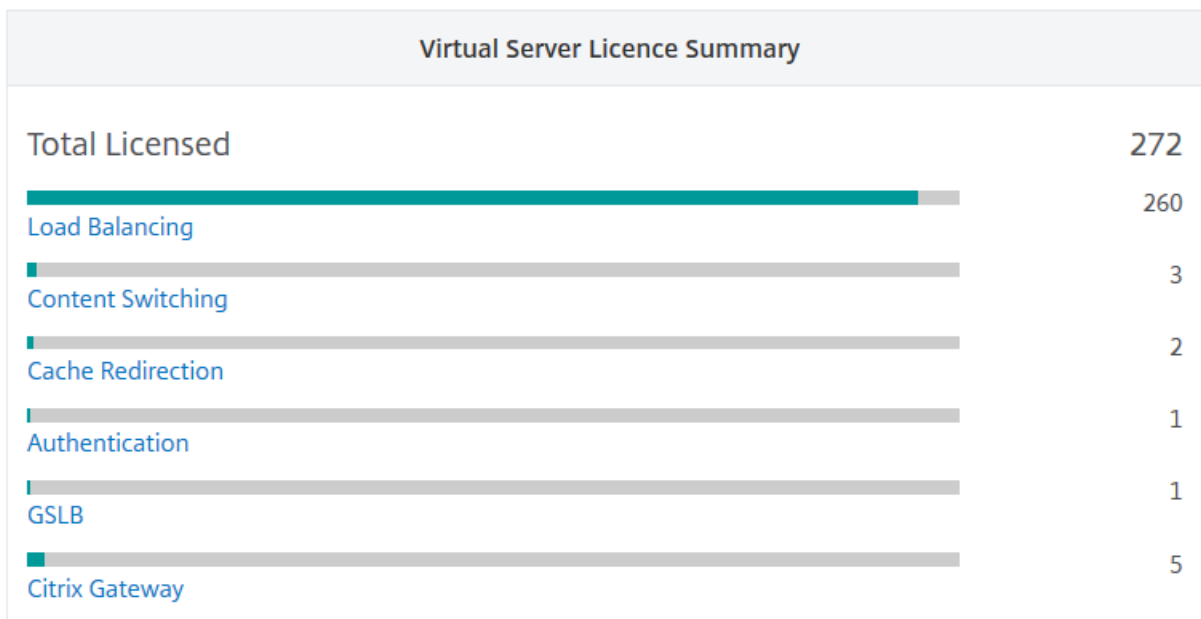 Virtual Server Licence Summary
Total Licensed 272
260
Load Balancing
3
Content Switching
2
Cache Redirection
1
Authentication
1
GSLB
5
Citrix Gateway